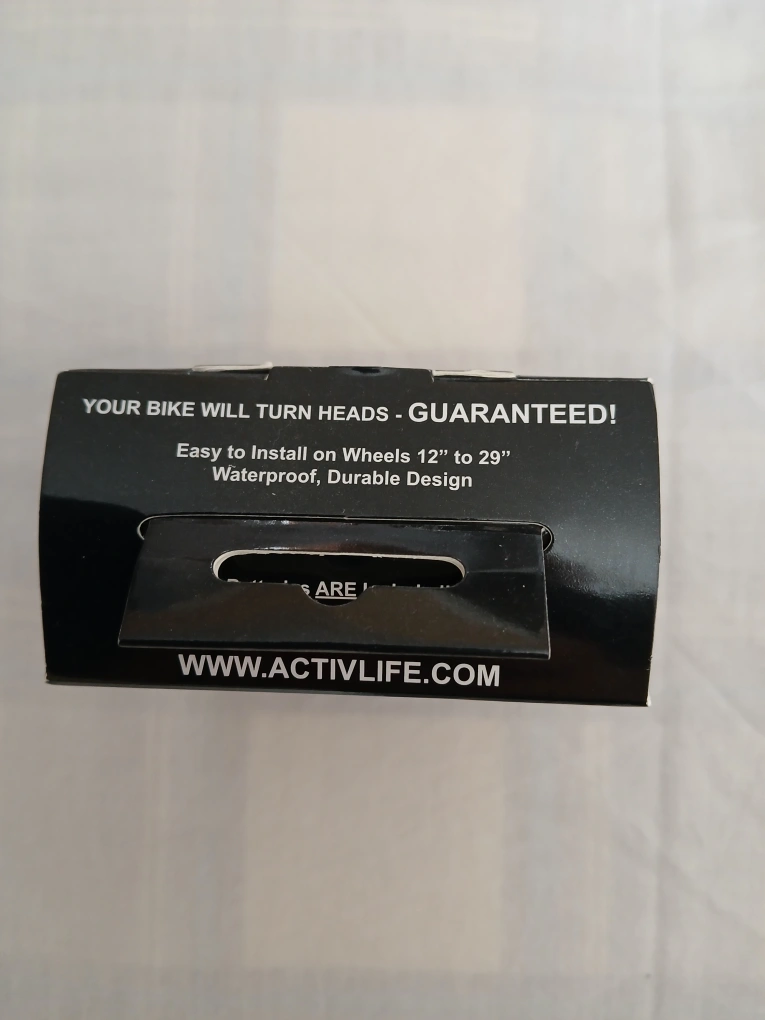 YOUR BIKE WILL TURN HEADS - GUARANTEED!
Easy to Install on Wheels 12” to 29”
Waterproof, Durable Design
ARE
WWW.ACTIVLIFE.COM